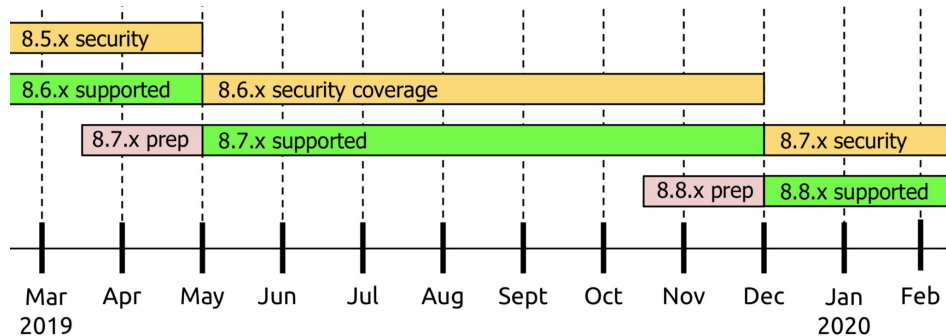 8.5.x security
8.6.x supported 8.6.x security coverage
8.7.x prep 8.7.x supported 8.7.x security
8.8.x prep 8.8.x supported
Mar Apr May Jun Jul Aug Sept Oct Nov Dec Jan Feb
2019 2020